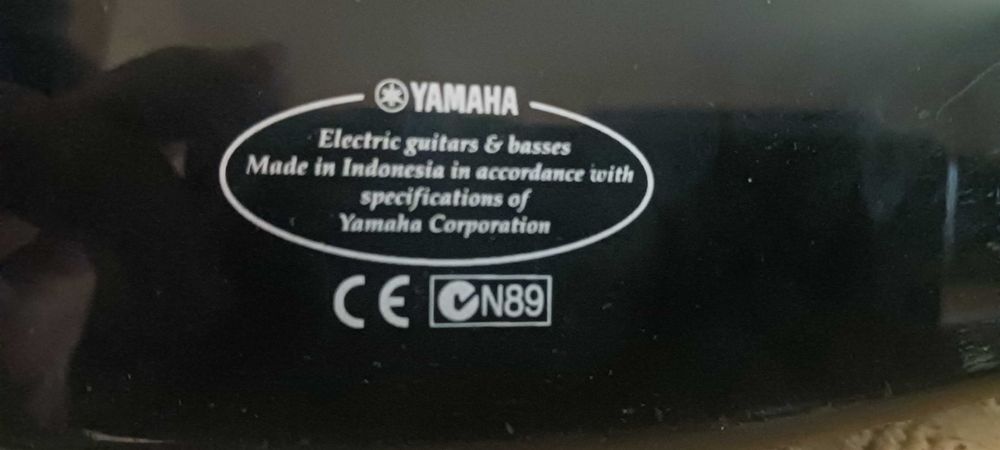 YAMAHA
Electric guitars & basses
Made in Indonesia in accordance with
specifications of
Yamaha Corporation
CE N89